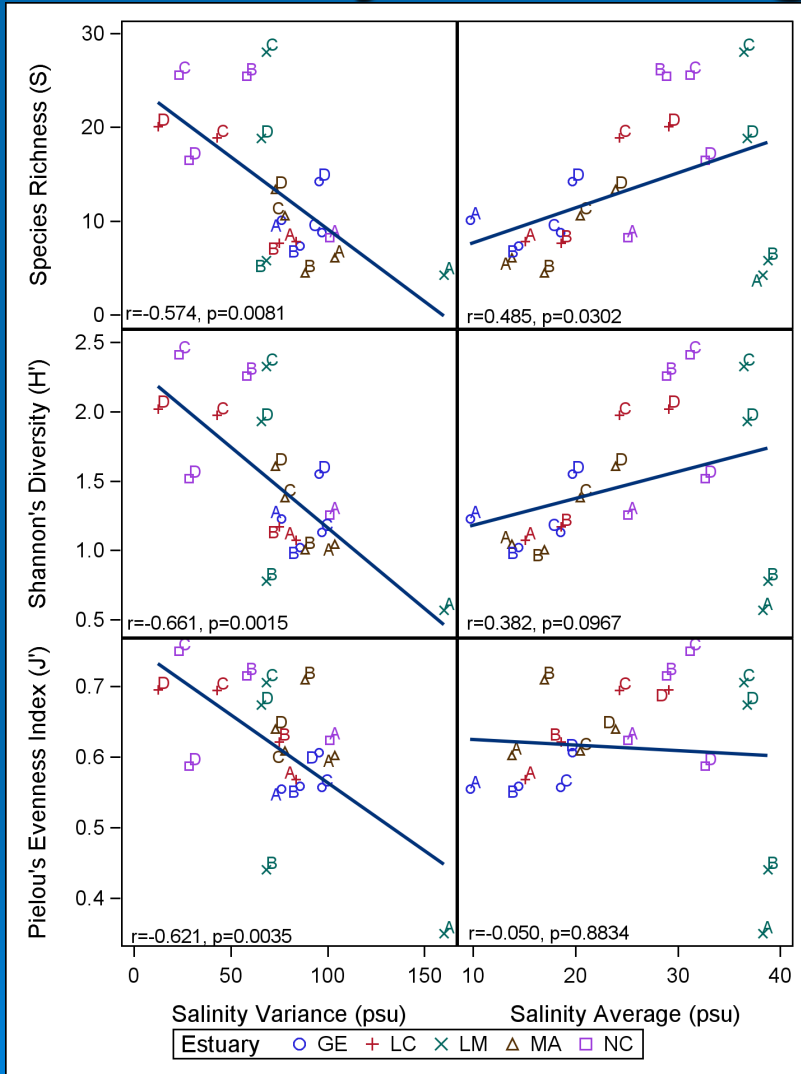 Species Richness (S)
30
20
10
0
C
B
C
D
C
D
D
D
D
C
A
C
A
A
B
B
A
B
B
A
r=-0.574, p=0.0081
B
C
C
D
D
D
D
A
C
C
A
B
A
B
A
B
B
A
r=0.485, p=0.0302
Shannon's Diversity (H')
2.5
2.0
1.5
1.0
0.5
C
B
C
D
C
D
D
D
D
C
A
A
C
B
A
B
B
A
B
A
r=-0.661, p=0.0015
C
B
C
C
D
D
D
D
D
C
A
A
C
B
A
A
B
B
B
A
r=0.382, p=0.0967
Pielou's Evenness Index (J')
0.7
0.6
0.5
0.4
C
B
B
C
D
C
D
D
B
A
D
C
D
A
A
C
A
B
B
A
r=-0.621, p=0.0035
C
B
B
C
C
D
D
D
B
A
D
C
A
D
A
A
B
C
B
A
r=-0.050, p=0.8834
0 50 100 150
10 20 30 40
Salinity Variance (psu)
Salinity Average (psu)
Estuary GE LC LM MA NC